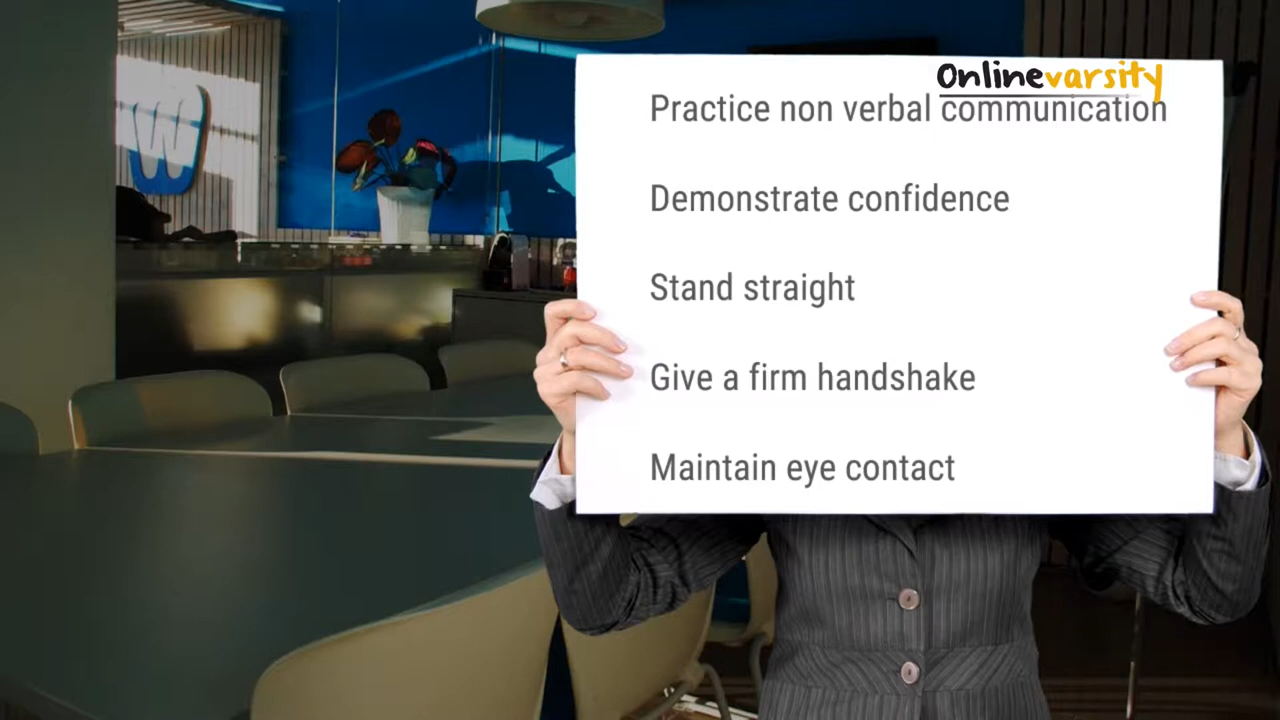 Onlinevarsity
Practice non verbal communication
Demonstrate confidence
Stand straight
Give a firm handshake
Maintain eye contact
W